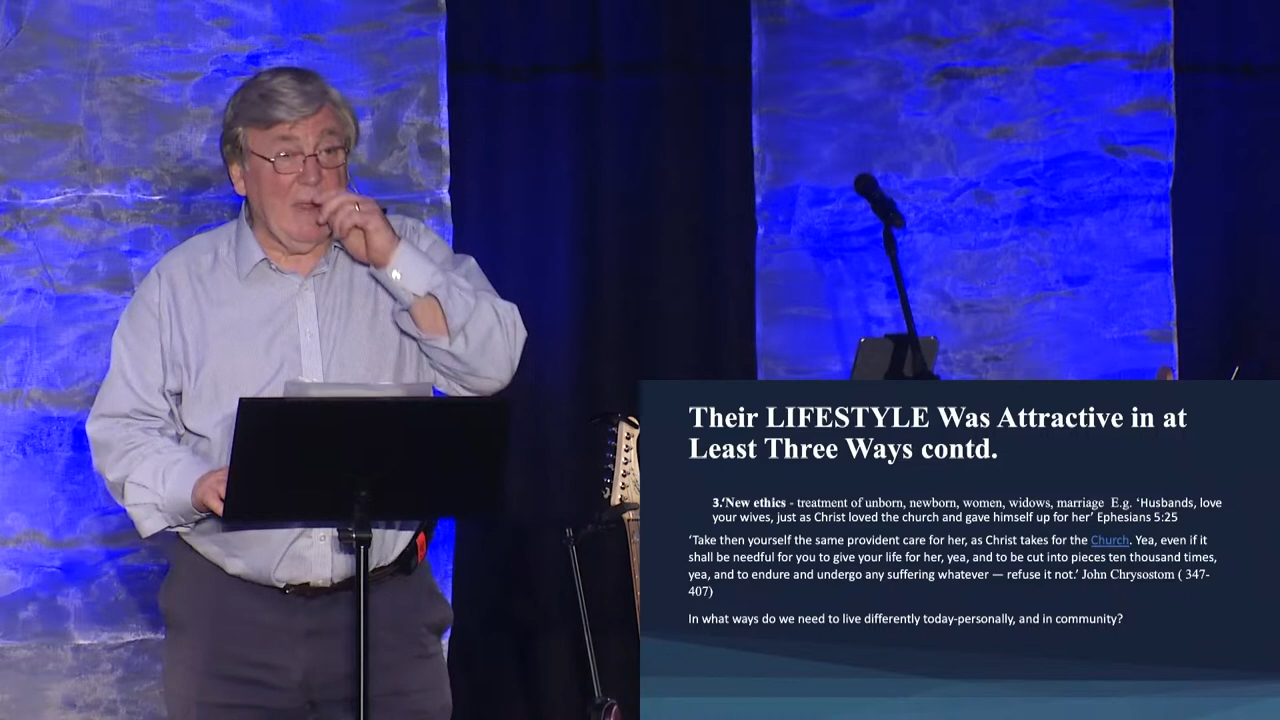 Their LIFESTYLE Was Attractive in at
Least Three Ways contd.
3.‘New ethics - treatment of unborn, newborn, women, widows, marriage  E.g. ‘Husbands, love
your wives, just as Christ loved the church and gave himself up for her’ Ephesians 5:25
‘Take then yourself the same provident care for her, as Christ takes for the Church. Yea, even if it
shall be needful for you to give your life for her, yea, and to be cut into pieces ten thousand times,
yea, and to endure and undergo any suffering whatever — refuse it not.’ John Chrysostom ( 347-
407)
In what ways do we need to live differently today-personally, and in community?